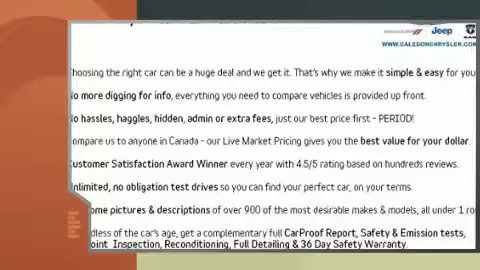 Jeep
RAM
WWW.CALEDONCHRYSLER.COM
hoosing the right car can be a huge deal and we get it. That's why we make it simple & easy for you
No more digging for info, everything you need to compare vehicles is provided up front.
No hassles, haggles, hidden, admin or extra fees, just our best price first - PERIOD!
ompare us to anyone in Canada - our Live Market Pricing gives you the best value for your dollar.
Customer Satisfaction Award Winner every year with 4.5/5 rating based on hundreds reviews.
Unlimited, no obligation test drives so you can find your perfect car, on your terms.
ome pictures & descriptions of over 900 of the most desirable makes & models, all under 1 ro
dless of the car's age, get a complementary full CarProof Report, Safety & Emission tests,
oint Inspection, Reconditioning, Full Detailing & 36 Day Safety Warranty.